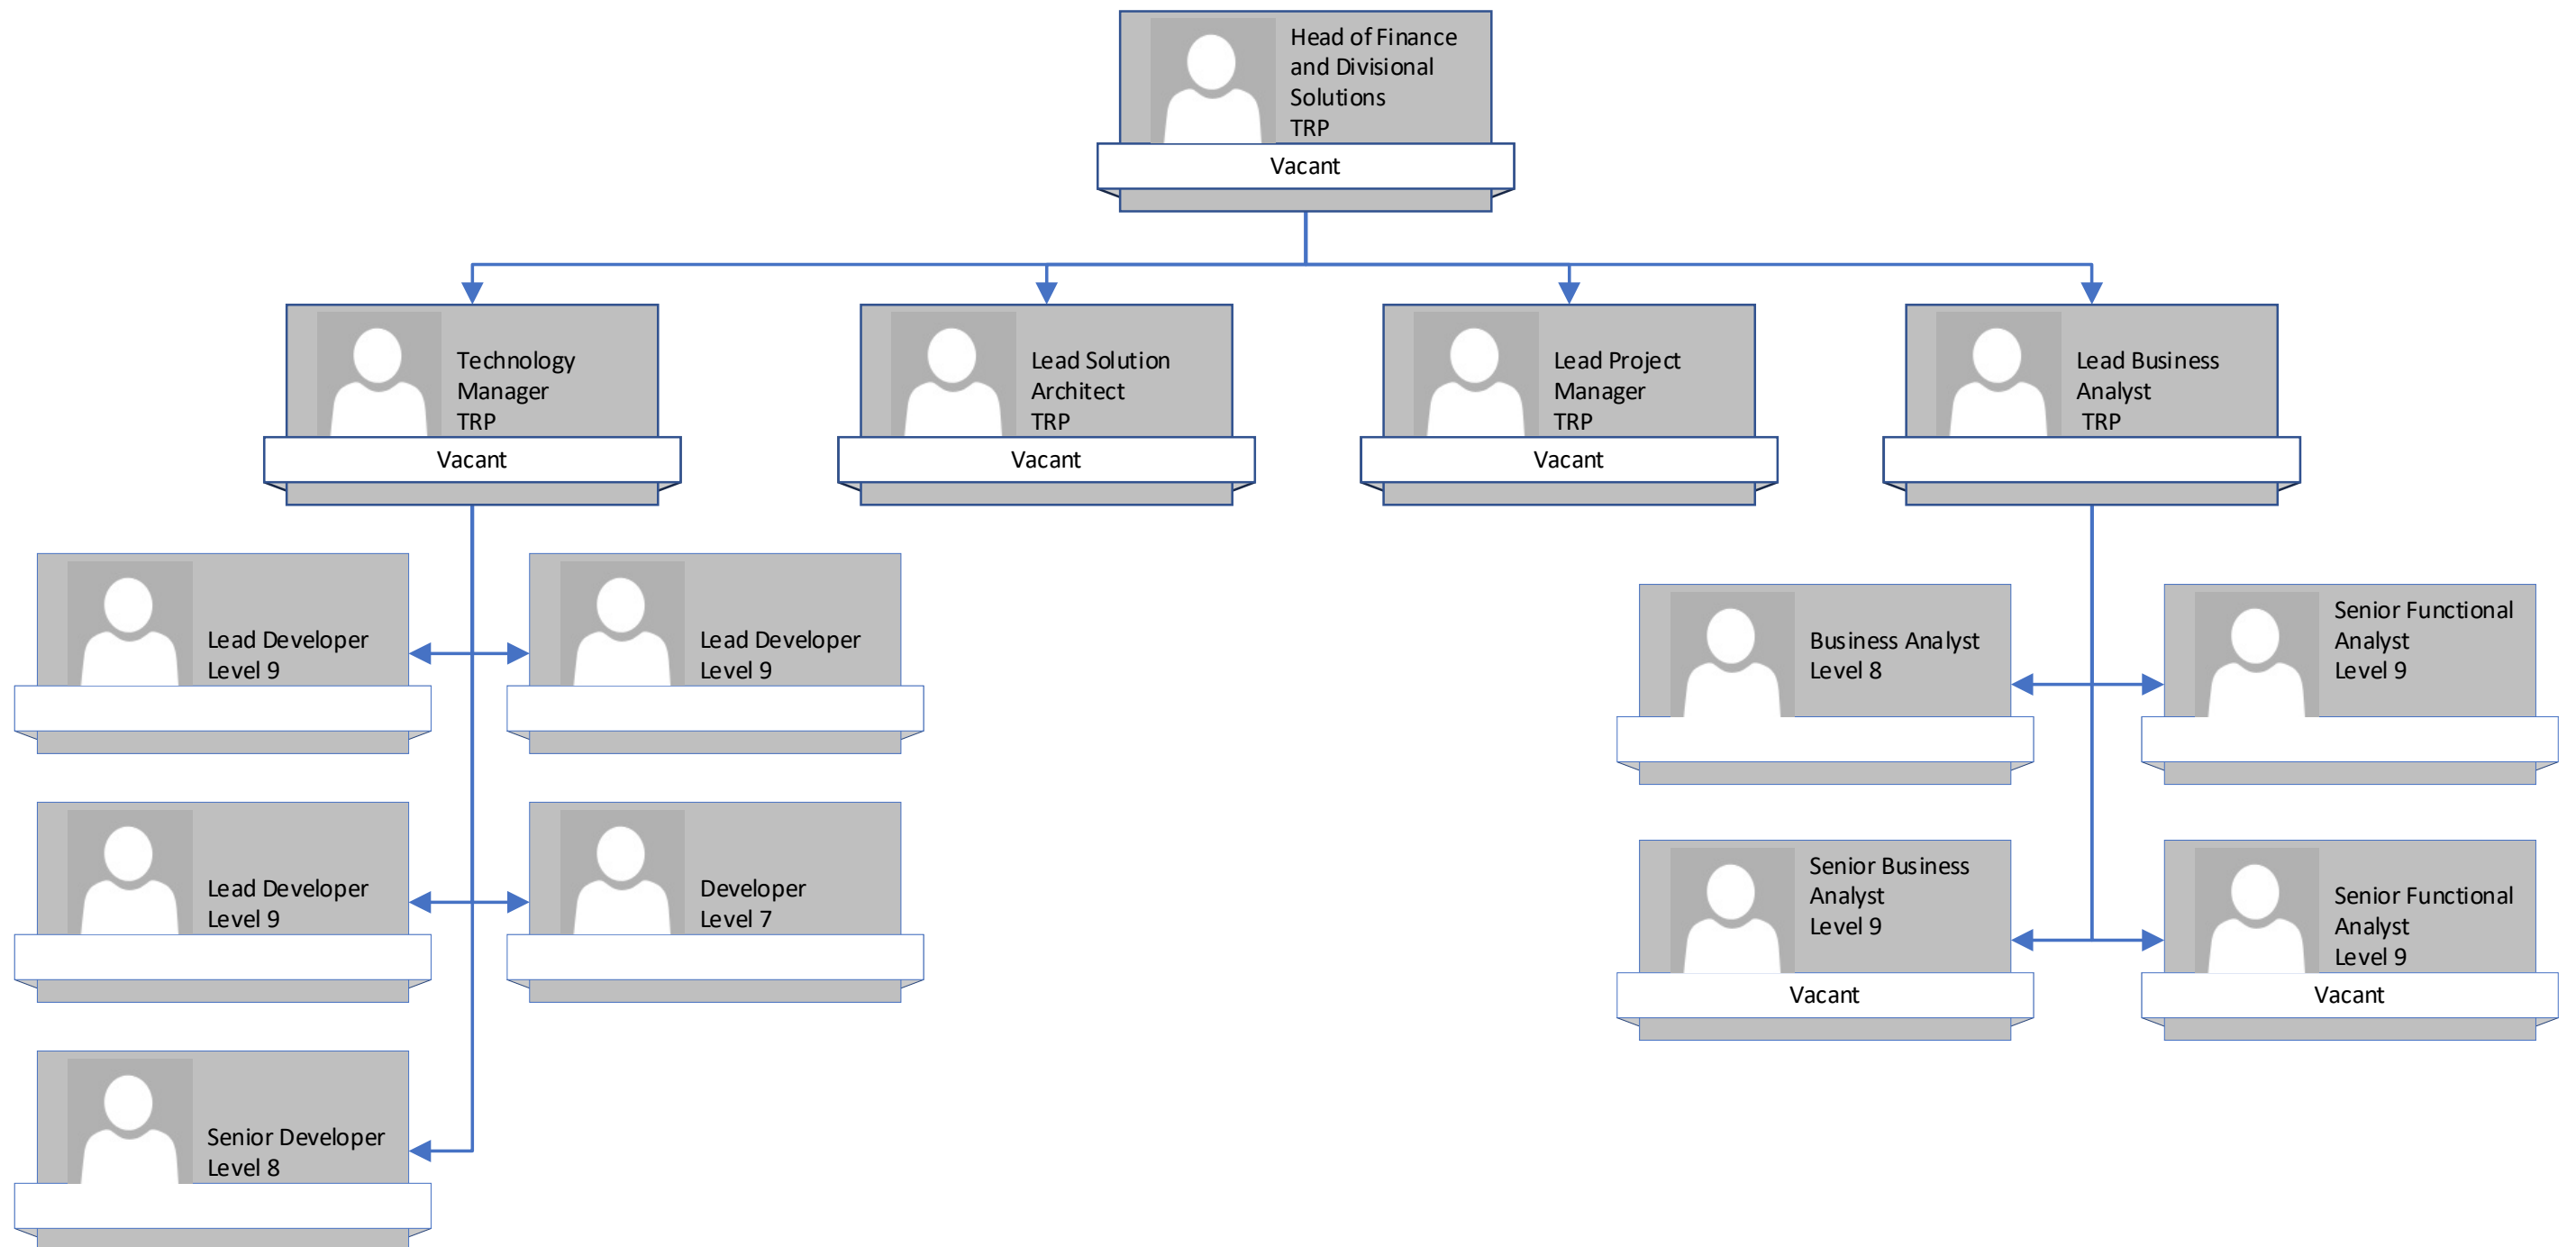 Head of Finance
and Divisional
Solutions
TRP
Vacant
Technology
Manager
TRP
Vacant
Lead Solution
Architect
TRP
Vacant
Lead Project
Manager
TRP
Vacant
Lead Business
Analyst
TRP
Lead Developer
Level 9
Lead Developer
Level 9
Business Analyst
Level 8
Senior Functional
Analyst
Level 9
Lead Developer
Level 9
Developer
Level 7
Senior Business
Analyst
Level 9
Vacant
Senior Functional
Analyst
Level 9
Vacant
Senior Developer
Level 8